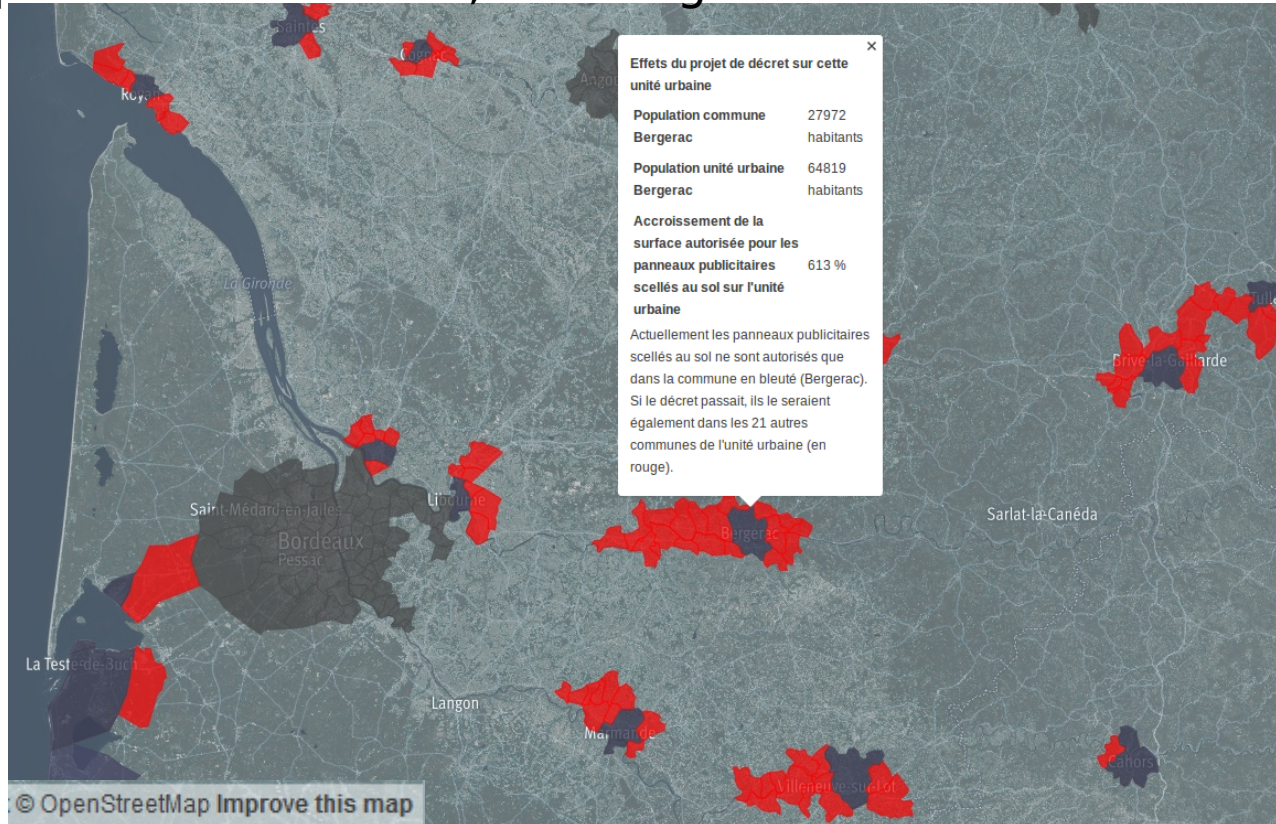 Saintes
Cognac
Royan
×
Effets du projet de décret sur cette
unité urbaine
Population commune 27972
Bergerac habitants
Population unité urbaine 64819
Bergerac habitants
Accroissement de la
surface autorisée pour les
panneaux publicitaires 613 %
scellés au sol sur l'unité
urbaine
Actuellement les panneaux publicitaires
scellés au sol ne sont autorisés que
dans la commune en bleuté (Bergerac).
Si le décret passait, ils le seraient
également dans les 21 autres
communes de l'unité urbaine (en
rouge).
La Gironde
Brive-la-Gaillarde
Saint-Médard-en-Jalles
Libourne
Bordeaux
Pessac
Bergerac
Sarlat-la-Canéda
La Teste-de-Buch
Langon
Marmande
Cahors
Villeneuve-sur-Lot
© OpenStreetMap Improve this map